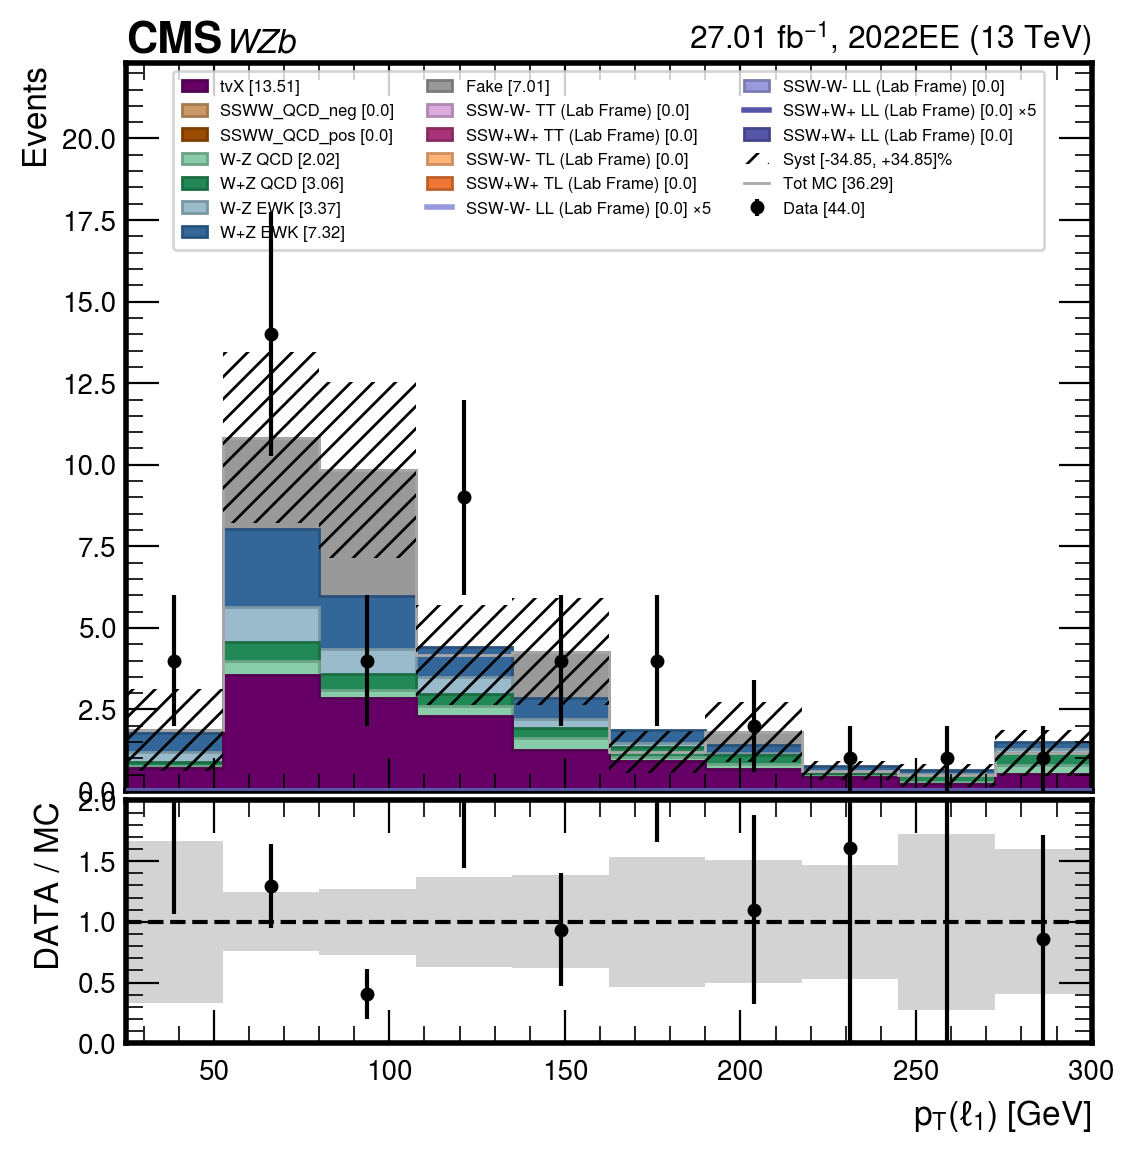 CMS WZb
27.01 fb⁻¹, 2022EE (13 TeV)
Events
tvX [13.51]
SSWW_QCD_neg [0.0]
SSWW_QCD_pos [0.0]
W-Z QCD [2.02]
W+Z QCD [3.06]
W-Z EWK [3.37]
W+Z EWK [7.32]
Fake [7.01]
SSW-W- TT (Lab Frame) [0.0]
SSW+W+ TT (Lab Frame) [0.0]
SSW-W- TL (Lab Frame) [0.0]
SSW+W+ TL (Lab Frame) [0.0]
SSW-W- LL (Lab Frame) [0.0] ×5
SSW-W- LL (Lab Frame) [0.0]
SSW+W+ LL (Lab Frame) [0.0] ×5
SSW+W+ LL (Lab Frame) [0.0]
Syst [-34.85, +34.85]%
Tot MC [36.29]
Data [44.0]
20.0
17.5
15.0
12.5
10.0
7.5
5.0
2.5
0.0
DATA / MC
2.0
1.5
1.0
0.5
0.0
50 100 150 200 250 300
p_T(ℓ₁) [GeV]